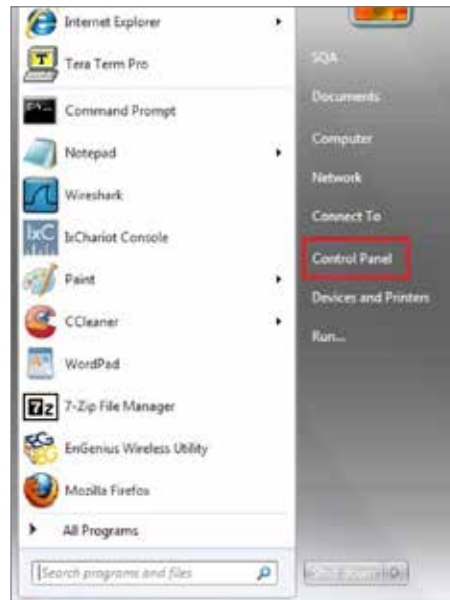 Internet Explorer
Tera Term Pro
Command Prompt
Notepad
Wireshark
IxChariot Console
Paint
CCleaner
WordPad
7-Zip File Manager
EnGenius Wireless Utility
Mozilla Firefox
All Programs
Search programs and files
SQA
Documents
Computer
Network
Connect To
Control Panel
Devices and Printers
Run...